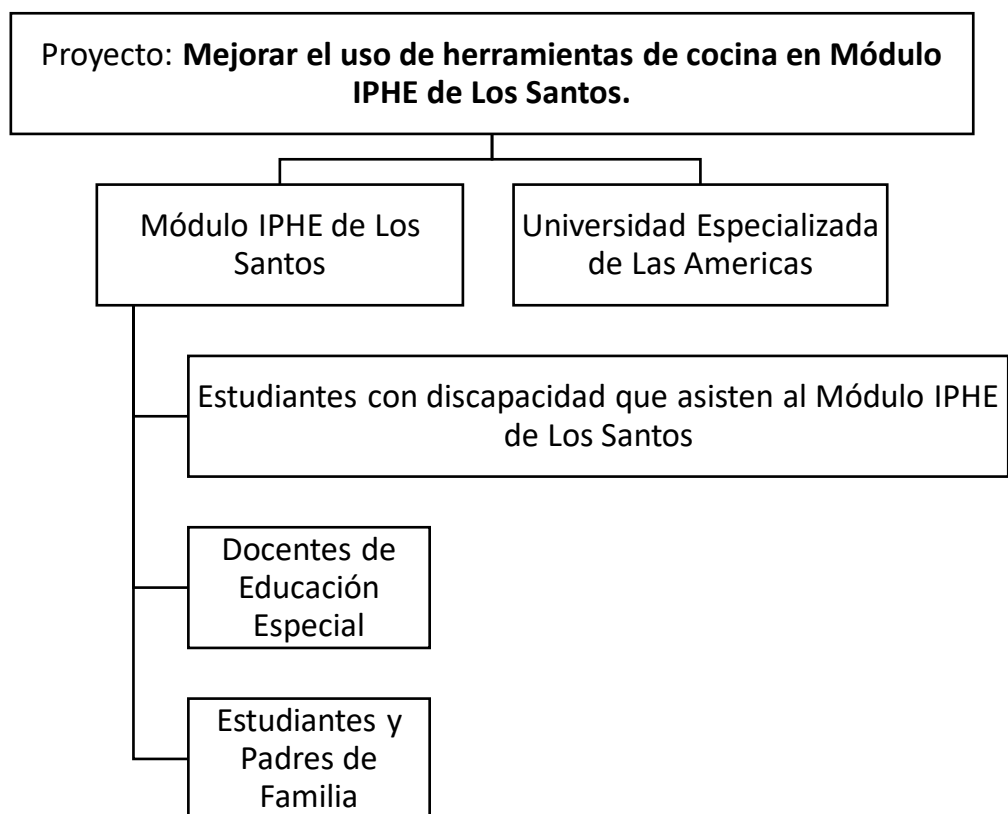 Proyecto: Mejorar el uso de herramientas de cocina en Módulo
IPHE de Los Santos.
Módulo IPHE de Los
Santos
Universidad Especializada
de Las Americas
Estudiantes con discapacidad que asisten al Módulo IPHE
de Los Santos
Docentes de
Educación
Especial
Estudiantes y
Padres de
Familia